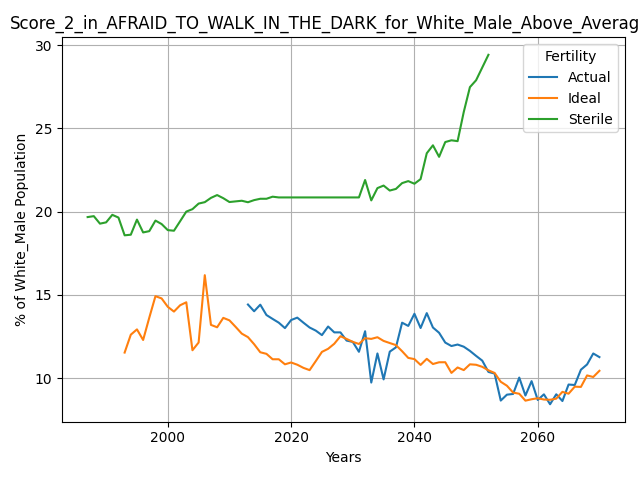 Score_2_in_AFRAID_TO_WALK_IN_THE_DARK_for_White_Male_Above_Averag
30
25
20
15
10
% of White_Male Population
Fertility
Actual
Ideal
Sterile
2000
2020
2040
2060
Years